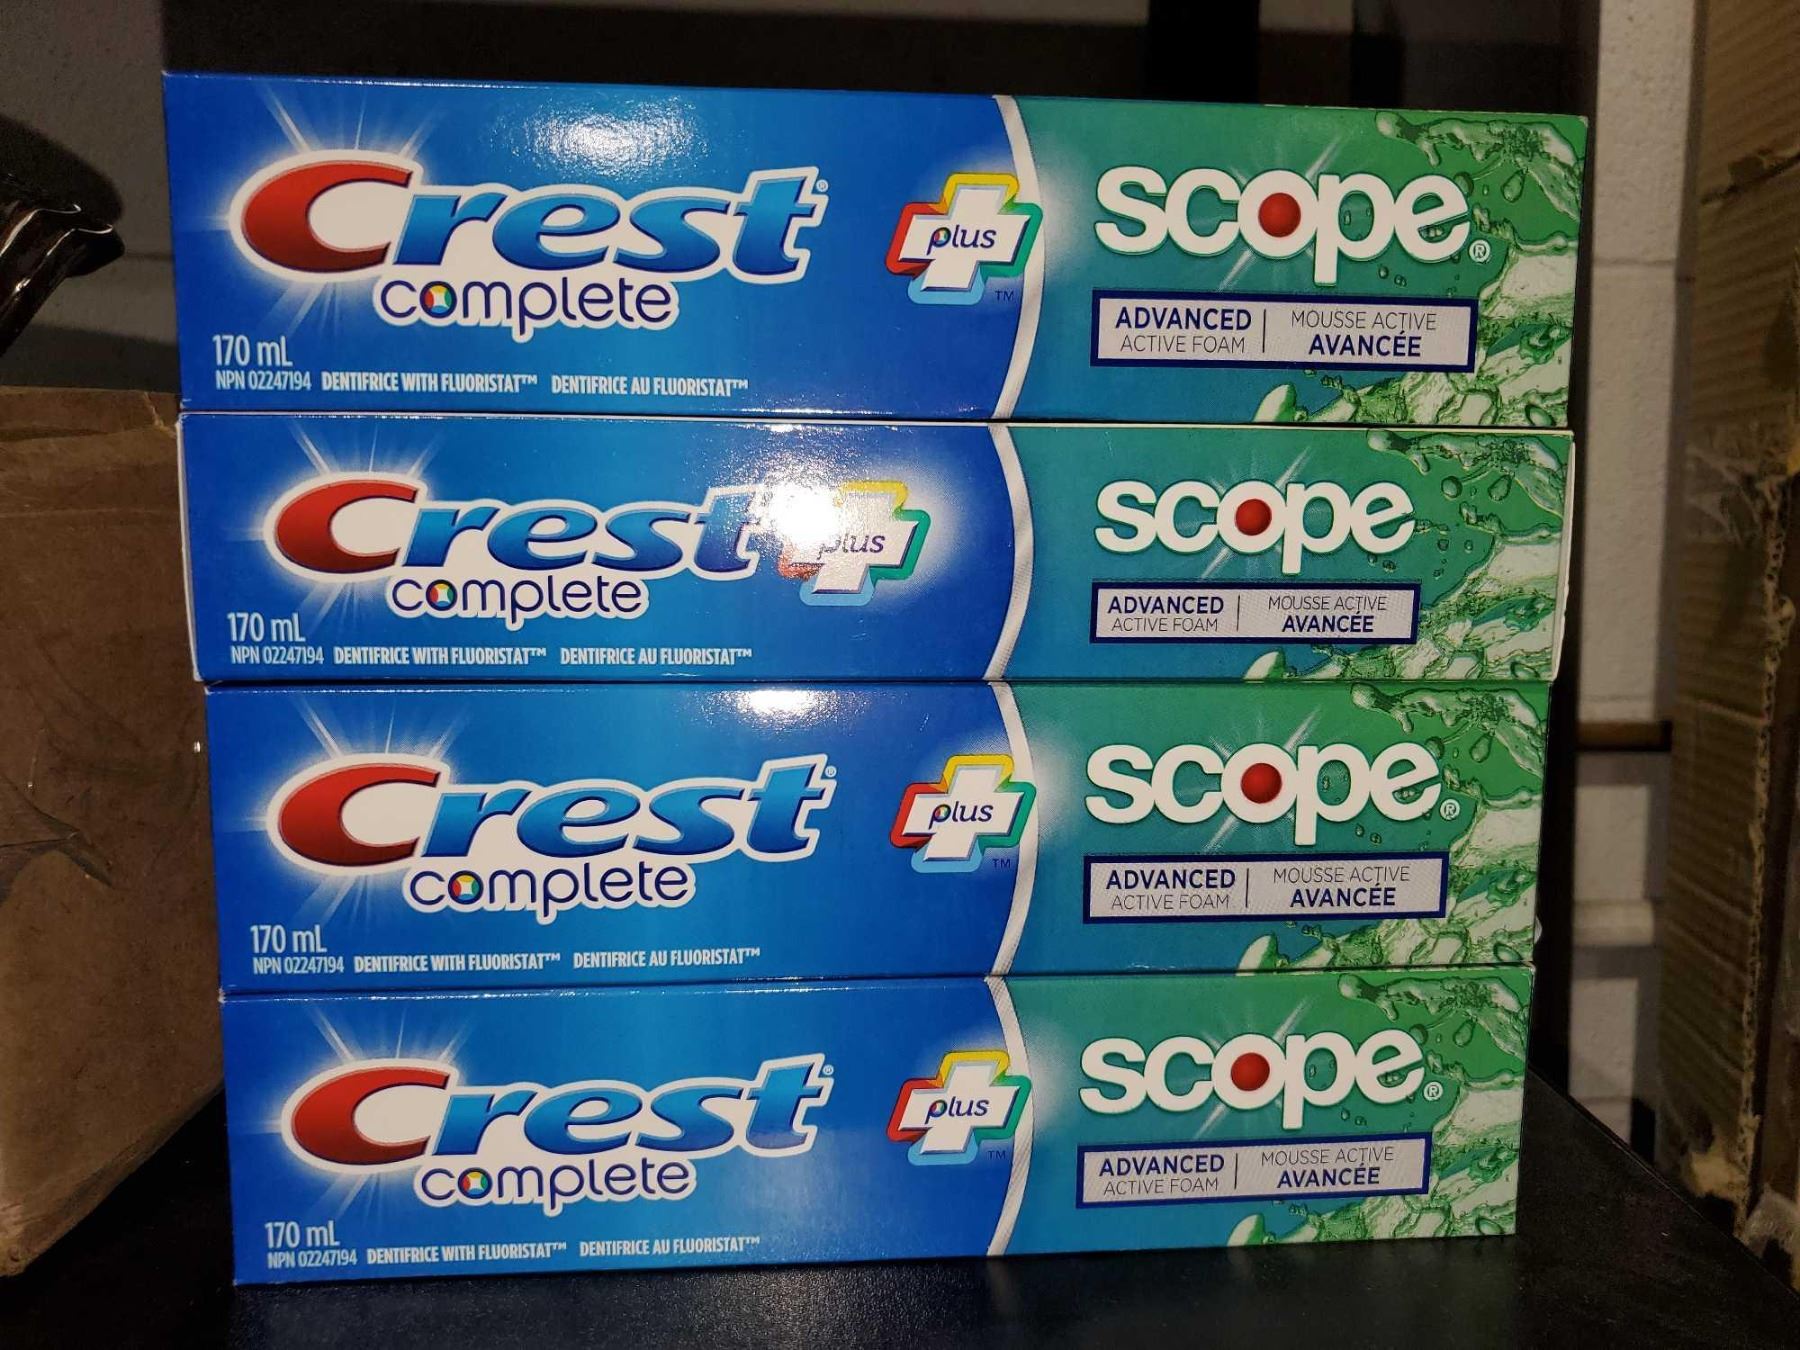 Crest® plus™ scope®
complete
ADVANCED MOUSSE ACTIVE
ACTIVE FOAM AVANCÉE
170 mL
NPN 02247194 DENTIFRICE WITH FLUORISTAT™ DENTIFRICE AU FLUORISTAT™
Crest plus scope
complete
ADVANCED MOUSSE ACTIVE
ACTIVE FOAM AVANCÉE
170 mL
NPN 02247194 DENTIFRICE WITH FLUORISTAT™ DENTIFRICE AU FLUORISTAT™
Crest® plus™ scope®
complete
ADVANCED MOUSSE ACTIVE
ACTIVE FOAM AVANCÉE
170 mL
NPN 02247194 DENTIFRICE WITH FLUORISTAT™ DENTIFRICE AU FLUORISTAT™
Crest® plus™ scope®
complete
ADVANCED MOUSSE ACTIVE
ACTIVE FOAM AVANCÉE
170 mL
NPN 02247194 DENTIFRICE WITH FLUORISTAT™ DENTIFRICE AU FLUORISTAT™